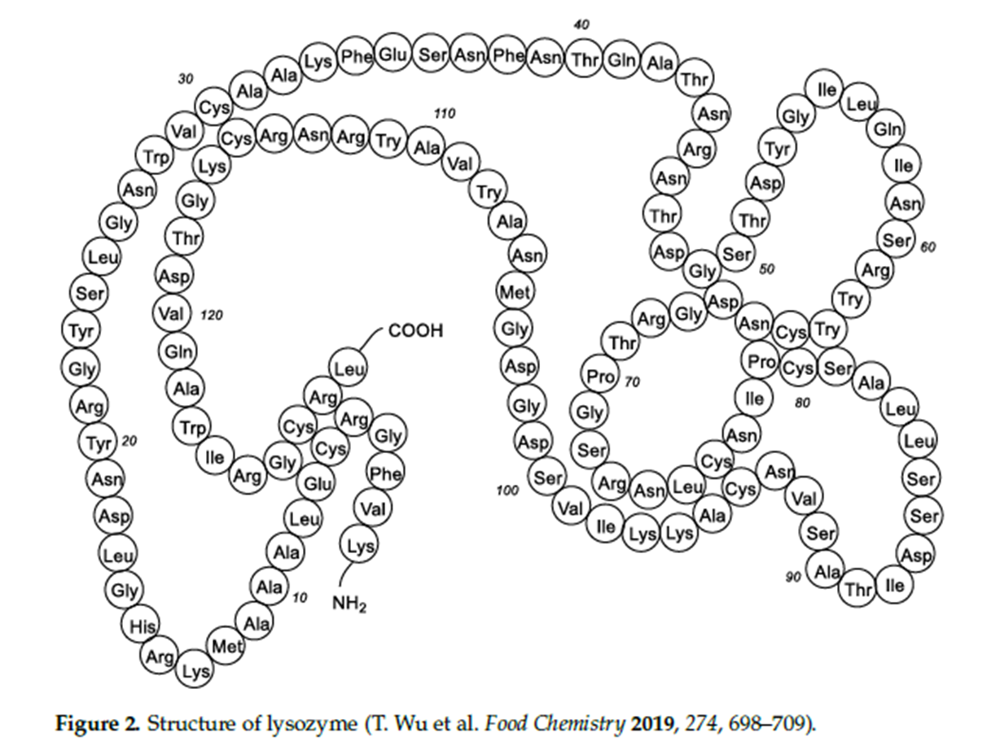 NH₂
Lys
Val
Phe
Gly
Arg
Cys
Glu
Leu
Ala
Ala
10
Ala
Met
Lys
Arg
His
Gly
Leu
Asp
Asn
Tyr
20
Arg
Gly
Tyr
Ser
Leu
Gly
Asn
Trp
Val
Cys
30
Ala
Ala
Lys
Phe
Glu
Ser
Asn
Phe
Asn
Thr
40
Gln
Ala
Thr
Asn
Arg
Asn
Thr
Asp
Gly
Ser
50
Thr
Asp
Tyr
Gly
Ile
Leu
Gln
Ile
Asn
Ser
60
Arg
Try
Try
Cys
Asn
Asp
Gly
Arg
Thr
Pro
70
Gly
Ser
Arg
Asn
Leu
Cys
Asn
Ile
Pro
Cys
80
Ser
Ala
Leu
Leu
Ser
Ser
Asp
Ile
Thr
Ala
90
Ser
Val
Asn
Cys
Ala
Lys
Lys
Ile
Val
Ser
100
Asp
Gly
Asp
Gly
Met
Asn
Ala
Try
Val
Ala
110
Try
Arg
Asn
Arg
Cys
Lys
Gly
Thr
Asp
Val
120
Gln
Ala
Trp
Ile
Arg
Gly
Cys
Arg
Leu
COOH
Figure 2. Structure of lysozyme (T. Wu et al. Food Chemistry 2019, 274, 698–709).